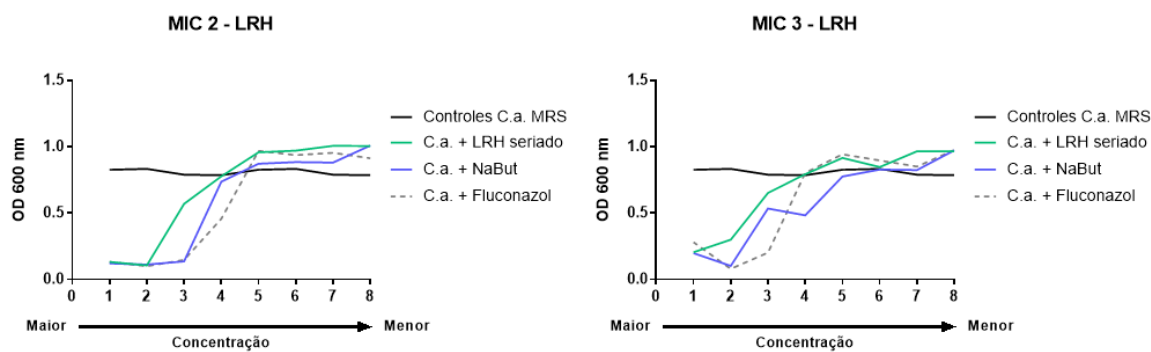 MIC 2 - LRH
1.5
1.0
0.5
0.0
OD 600 nm
0 1 2 3 4 5 6 7 8
Maior Menor
Concentração
Controles C.a. MRS
C.a. + LRH seriado
C.a. + NaBut
C.a. + Fluconazol
MIC 3 - LRH
1.5
1.0
0.5
0.0
OD 600 nm
0 1 2 3 4 5 6 7 8
Maior Menor
Concentração
Controles C.a. MRS
C.a. + LRH seriado
C.a. + NaBut
C.a. + Fluconazol